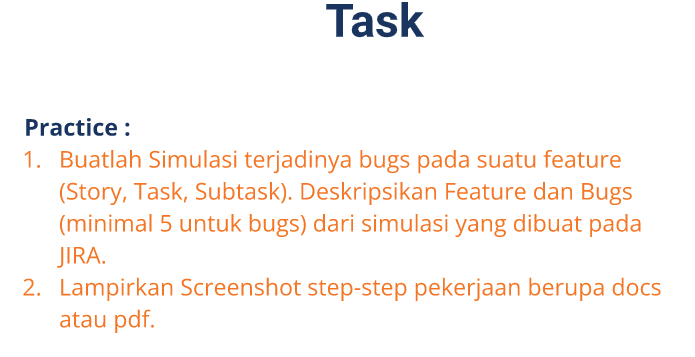 Task
Practice :
1. Buatlah Simulasi terjadinya bugs pada suatu feature
(Story, Task, Subtask). Deskripsikan Feature dan Bugs
(minimal 5 untuk bugs) dari simulasi yang dibuat pada
JIRA.
2. Lampirkan Screenshot step-step pekerjaan berupa docs
atau pdf.